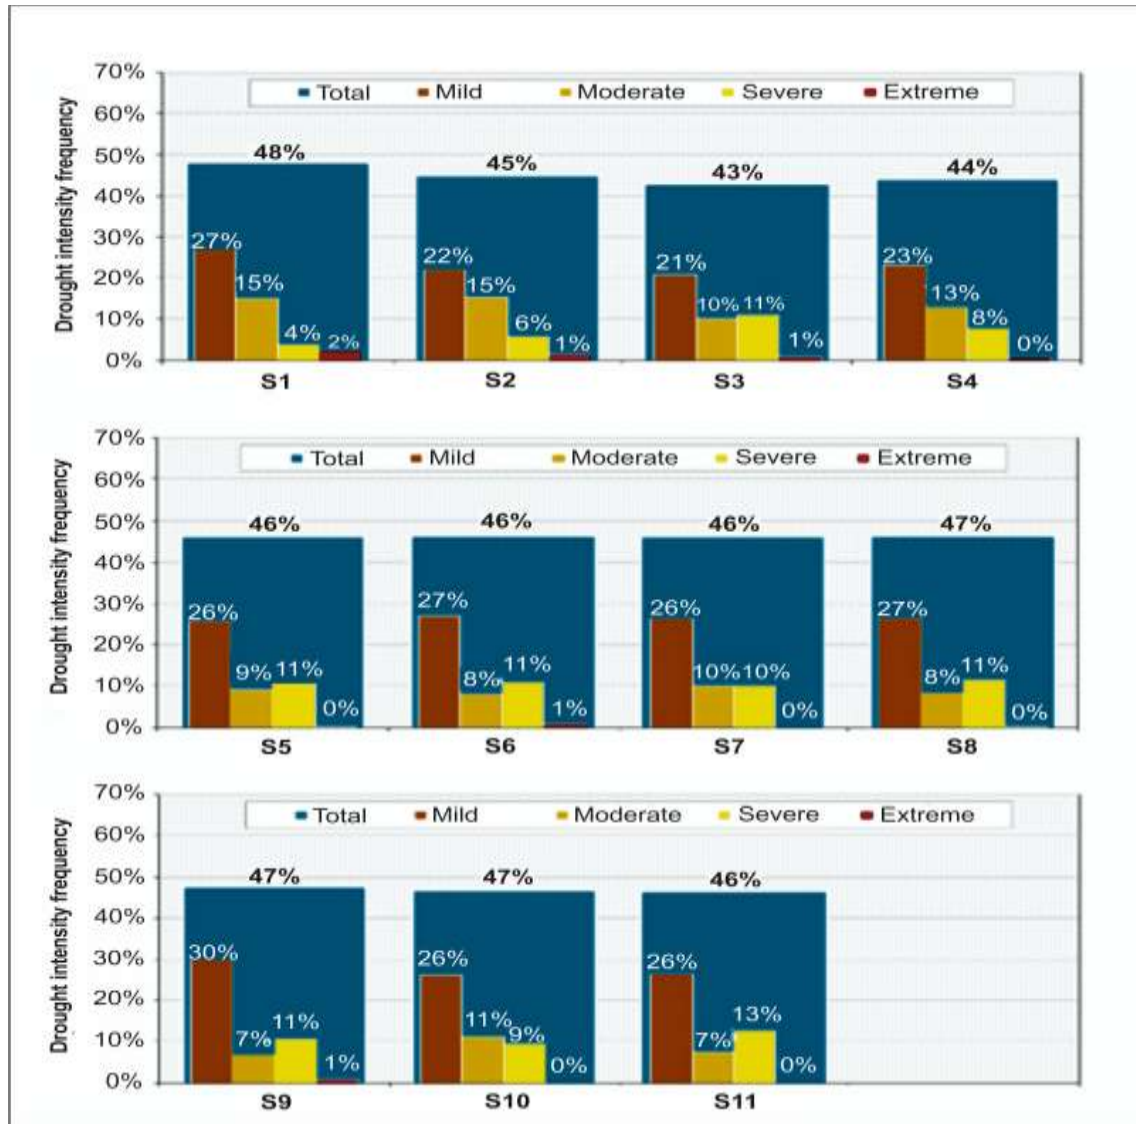 Drought intensity frequency
70%
60%
50%
40%
30%
20%
10%
0%
Total Mild Moderate Severe Extreme
48% 45% 43% 44%
27% 15% 4% 2% 22% 15% 6% 1% 21% 10% 11% 1% 23% 13% 8% 0%
S1 S2 S3 S4
Drought intensity frequency
70%
60%
50%
40%
30%
20%
10%
0%
Total Mild Moderate Severe Extreme
46% 46% 46% 47%
26% 9% 11% 0% 27% 8% 11% 1% 26% 10% 10% 0% 27% 8% 11% 0%
S5 S6 S7 S8
Drought intensity frequency
70%
60%
50%
40%
30%
20%
10%
0%
Total Mild Moderate Severe Extreme
47% 47% 46%
30% 7% 11% 1% 26% 11% 9% 0% 26% 7% 13% 0%
S9 S10 S11